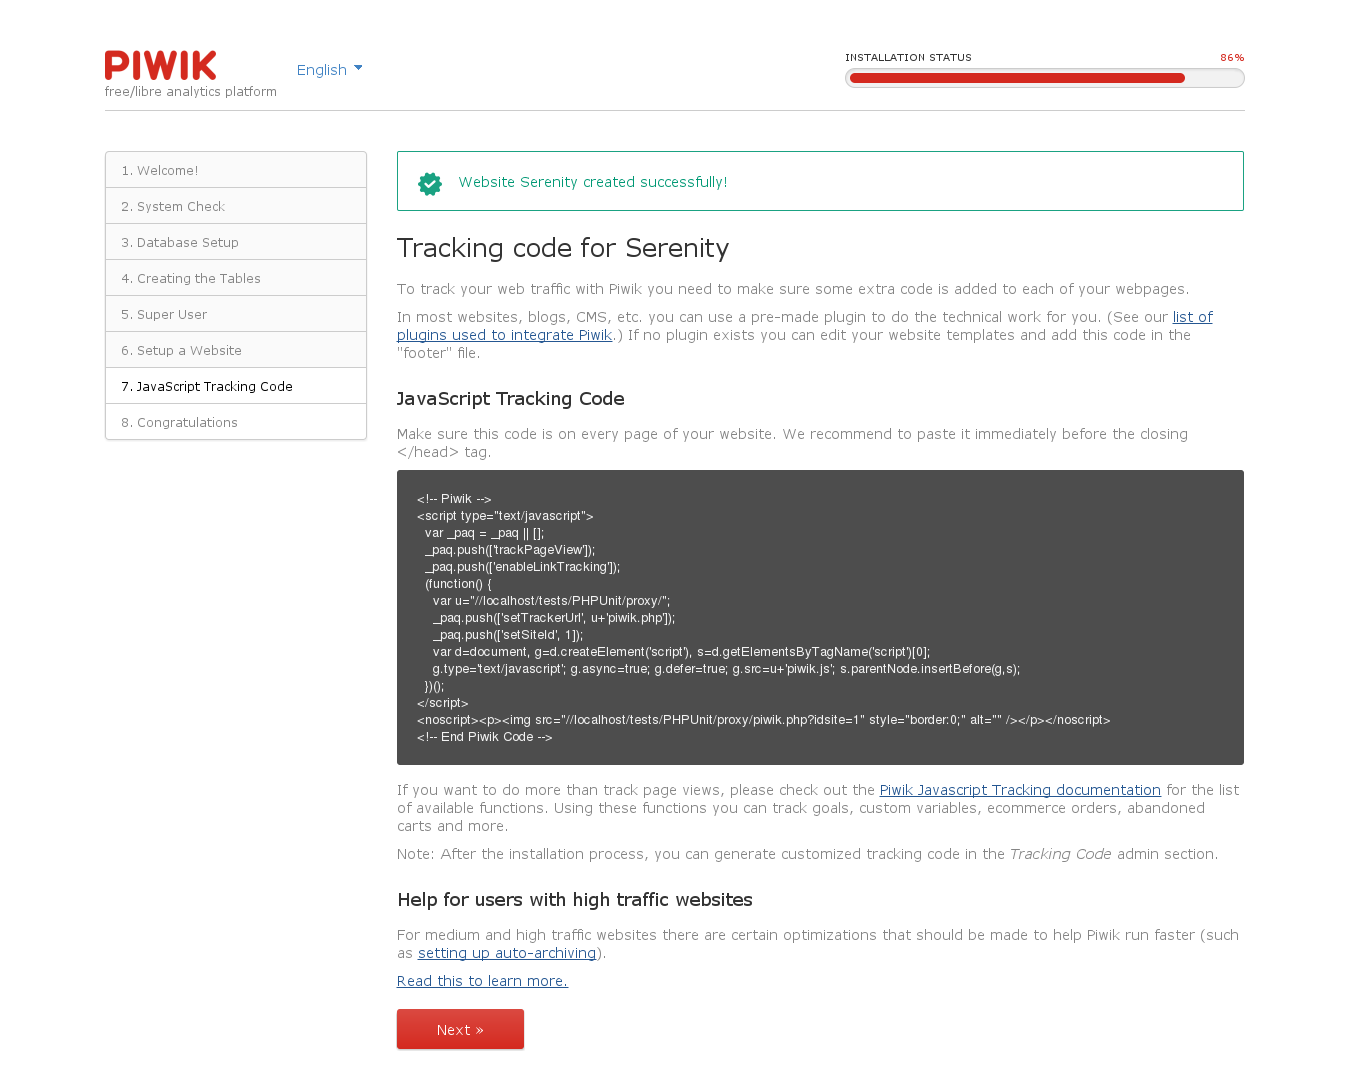 PIWIK
free/libre analytics platform
English
INSTALLATION STATUS 86%
1. Welcome!
2. System Check
3. Database Setup
4. Creating the Tables
5. Super User
6. Setup a Website
7. JavaScript Tracking Code
8. Congratulations
Website Serenity created successfully!
Tracking code for Serenity
To track your web traffic with Piwik you need to make sure some extra code is added to each of your webpages.
In most websites, blogs, CMS, etc. you can use a pre-made plugin to do the technical work for you. (See our list of
plugins used to integrate Piwik.) If no plugin exists you can edit your website templates and add this code in the
"footer" file.
JavaScript Tracking Code
Make sure this code is on every page of your website. We recommend to paste it immediately before the closing
</head> tag.
<!-- Piwik -->
<script type="text/javascript">
  var _paq = _paq || [];
  _paq.push(['trackPageView']);
  _paq.push(['enableLinkTracking']);
  (function() {
    var u="//localhost/tests/PHPUnit/proxy/";
    _paq.push(['setTrackerUrl', u+'piwik.php']);
    _paq.push(['setSiteId', 1]);
    var d=document, g=d.createElement('script'), s=d.getElementsByTagName('script')[0];
    g.type='text/javascript'; g.async=true; g.defer=true; g.src=u+'piwik.js'; s.parentNode.insertBefore(g,s);
  })();
</script>
<noscript><p><img src="//localhost/tests/PHPUnit/proxy/piwik.php?idsite=1" style="border:0;" alt="" /></p></noscript>
<!-- End Piwik Code -->
If you want to do more than track page views, please check out the Piwik Javascript Tracking documentation for the list
of available functions. Using these functions you can track goals, custom variables, ecommerce orders, abandoned
carts and more.
Note: After the installation process, you can generate customized tracking code in the Tracking Code admin section.
Help for users with high traffic websites
For medium and high traffic websites there are certain optimizations that should be made to help Piwik run faster (such
as setting up auto-archiving).
Read this to learn more.
Next »